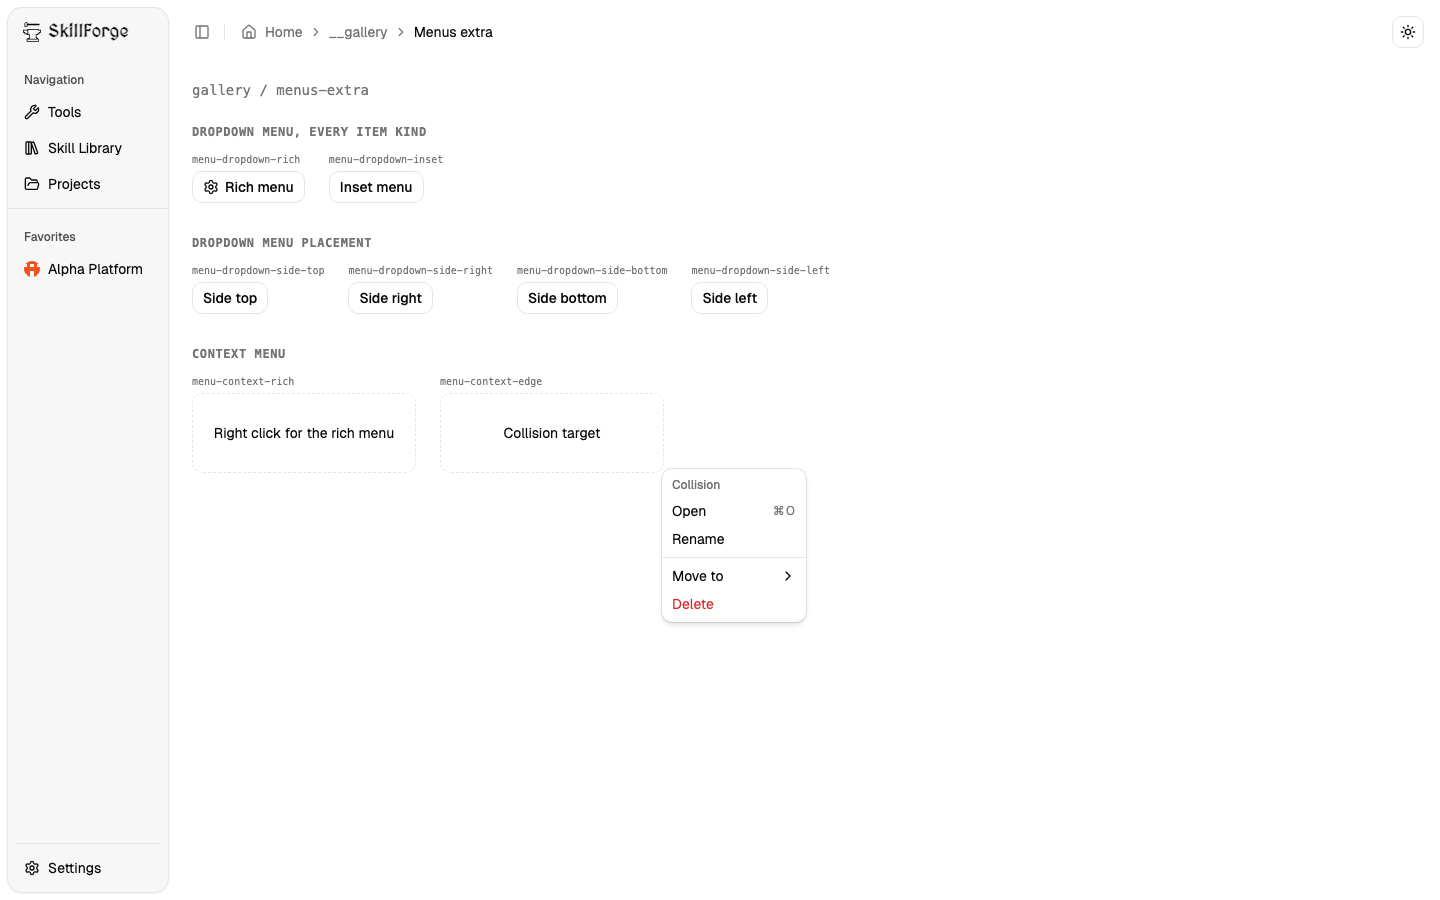 SkillForge
Navigation
Tools
Skill Library
Projects
Favorites
Alpha Platform
Settings
Home > __gallery > Menus extra
gallery / menus-extra
DROPDOWN MENU, EVERY ITEM KIND
menu-dropdown-rich menu-dropdown-inset
Rich menu Inset menu
DROPDOWN MENU PLACEMENT
menu-dropdown-side-top menu-dropdown-side-right menu-dropdown-side-bottom menu-dropdown-side-left
Side top Side right Side bottom Side left
CONTEXT MENU
menu-context-rich menu-context-edge
Right click for the rich menu Collision target
Collision
Open ⌘O
Rename
Move to
Delete